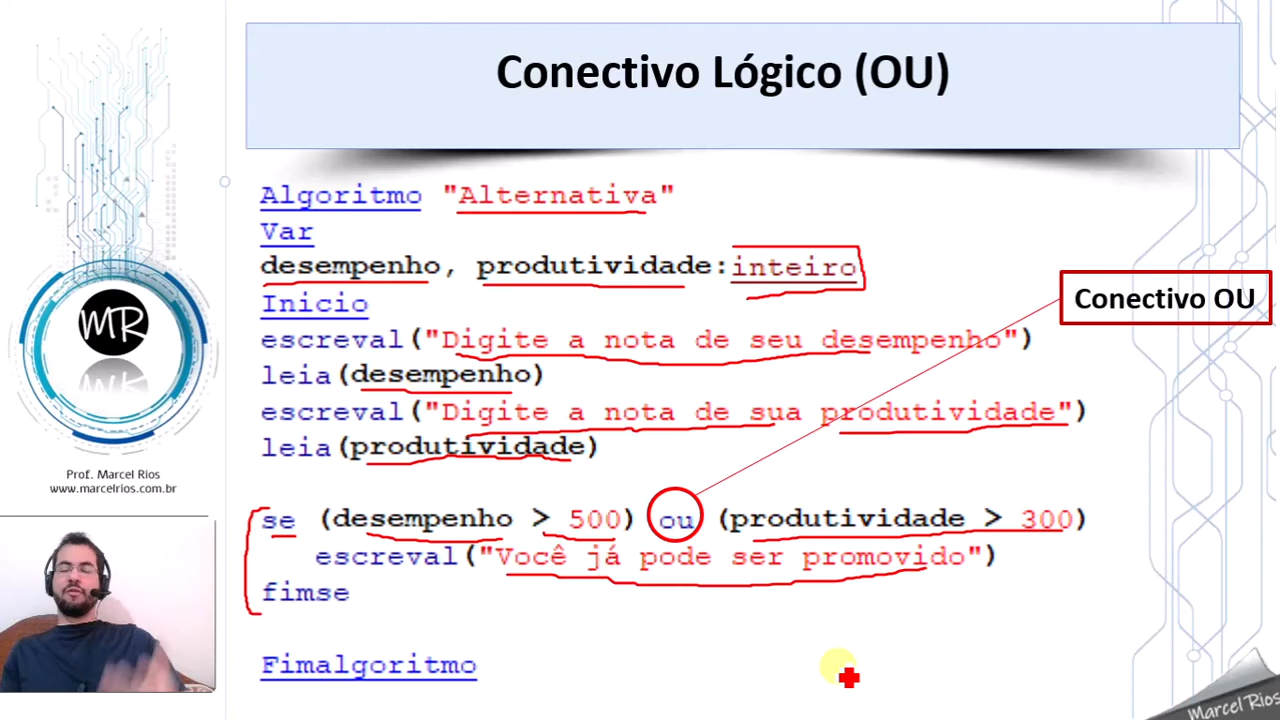 Conectivo Lógico (OU)
Algoritmo "Alternativa"
Var
desempenho, produtividade:inteiro
Inicio
escreval("Digite a nota de seu desempenho")
leia(desempenho)
escreval("Digite a nota de sua produtividade")
leia(produtividade)
se (desempenho > 500) ou (produtividade > 300)
escreval("Você já pode ser promovido")
fimse
Fimalgoritmo
Conectivo OU
MR
Prof. Marcel Rios
www.marcelrios.com.br
Marcel Rios